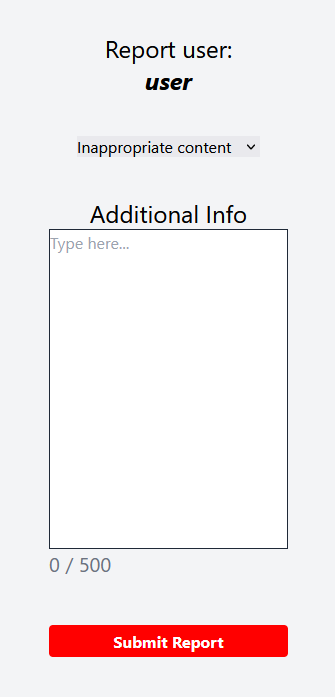 Report user:
user
Inappropriate content
Additional Info
Type here...
0 / 500
Submit Report